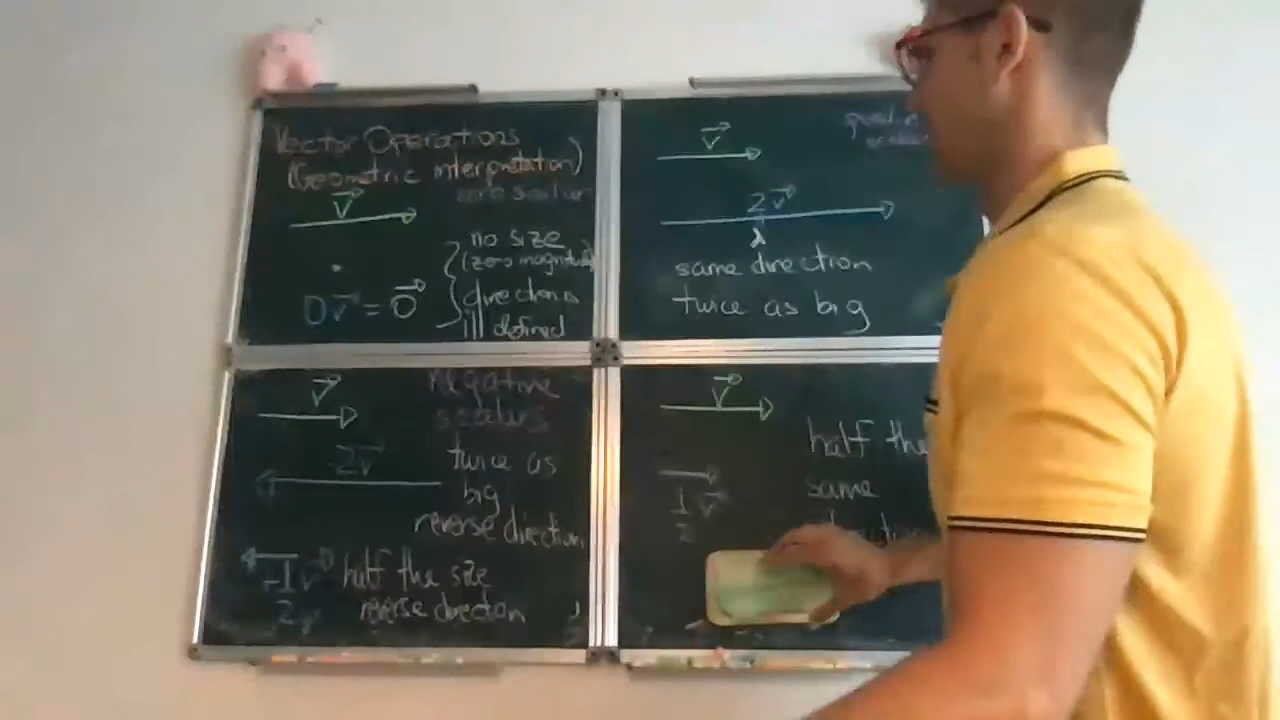 Vector Operations
(Geometric interpretation)
zero scalar
v
no size
(zero magnitude)
0v = 0
direction is
ill defined
v
2v
λ
same direction
twice as big
v
negative
scalars
2v
twice as
big
reverse direction
-1/2 v
half the size
reverse direction
v
half the
same
1/2 v